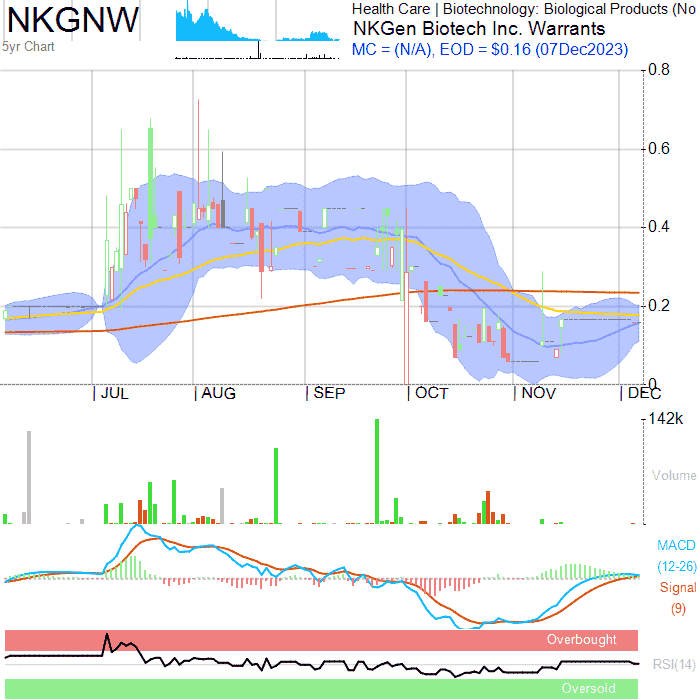 NKGNW
5yr Chart
Health Care | Biotechnology: Biological Products (No
NKGen Biotech Inc. Warrants
MC = (N/A), EOD = $0.16 (07Dec2023)
0.8
0.6
0.4
0.2
0
JUL AUG SEP OCT NOV DEC
142k
Volume
MACD
(12-26)
Signal
(9)
Overbought
RSI(14)
Oversold